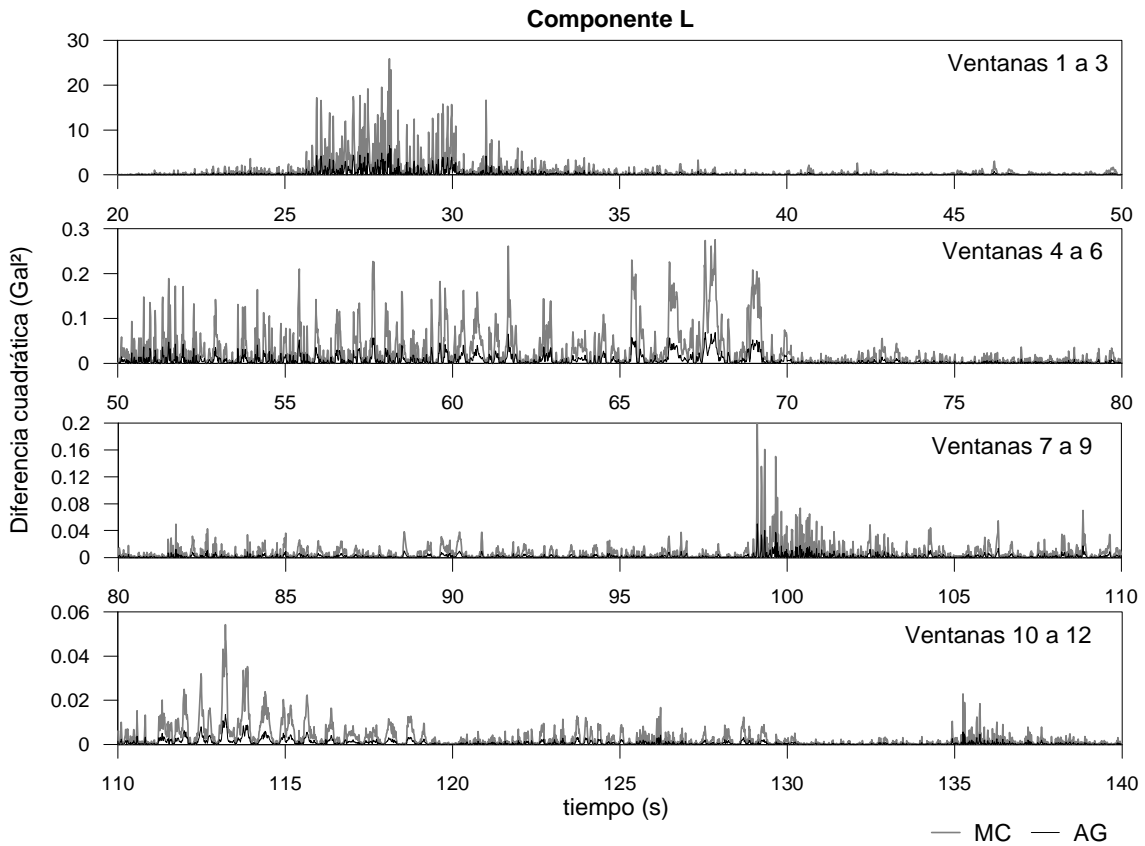 Componente L
30
20
10
0
Ventanas 1 a 3
20 25 30 35 40 45 50
0.3
0.2
0.1
0
Ventanas 4 a 6
50 55 60 65 70 75 80
Diferencia cuadrática (Gal²)
0.2
0.16
0.12
0.08
0.04
0
Ventanas 7 a 9
80 85 90 95 100 105 110
0.06
0.04
0.02
0
Ventanas 10 a 12
110 115 120 125 130 135 140
tiempo (s)
MC AG